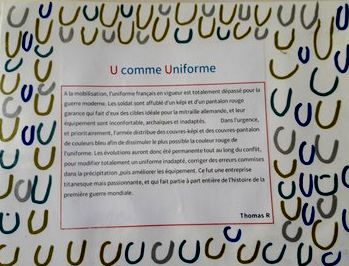 U comme Uniforme
A la mobilisation, l'uniforme français en vigueur est totalement dépassé pour la
guerre moderne. Les soldat sont affublé d'un képi et d'un pantalon rouge
garance qui fait d'eux des cibles idéale pour la mitraille allemande, et leur
équipement sont inconfortable, archaïques et inadaptés. Dans l'urgence,
et prioritairement, l'armée distribue des couvres-képis et des couvres-pantalon
de couleurs bleu afin de dissimuler le plus possible la couleur rouge de
l'uniforme. Les évolutions auront donc été permanente tout au long du conflit,
pour modifier totalement un uniforme inadapté, corriger des erreurs commises
dans la précipitation ,puis améliorer les équipement. Ce fut une entreprise
titanesque mais passionnante, et qui fait partie à part entière de l'histoire de la
première guerre mondiale.
Thomas R